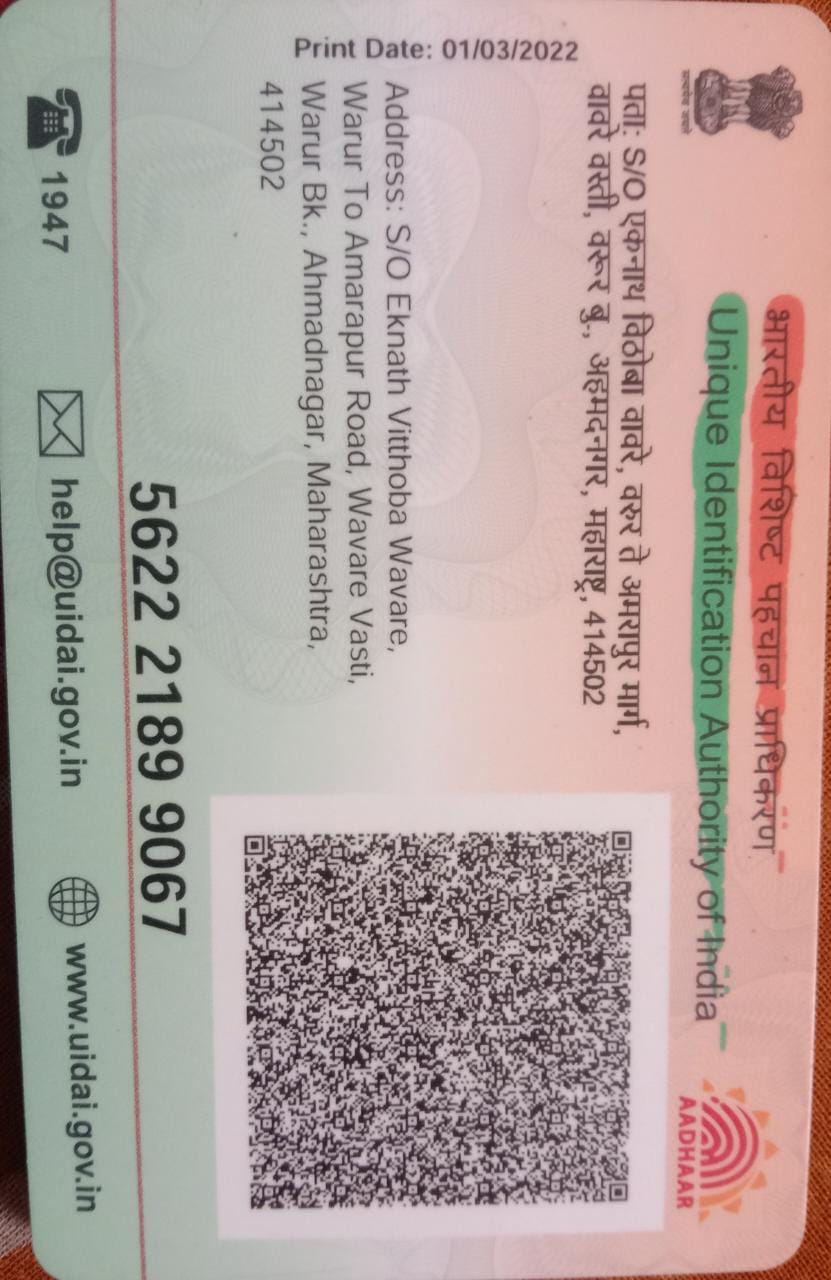 भारतीय विशिष्ट पहचान प्राधिकरण
Unique Identification Authority of India
सत्यमेव जयते
AADHAAR
पता: S/O एकनाथ विठोबा वावरे, वरुर ते अमरापुर मार्ग,
वावरे वस्ती, वरूर बु., अहमदनगर, महाराष्ट्र, 414502
Address: S/O Eknath Vitthoba Wavare,
Warur To Amarapur Road, Wavare Vasti,
Warur Bk., Ahmadnagar, Maharashtra,
414502
Print Date: 01/03/2022
5622 2189 9067
1947
help@uidai.gov.in
www.uidai.gov.in